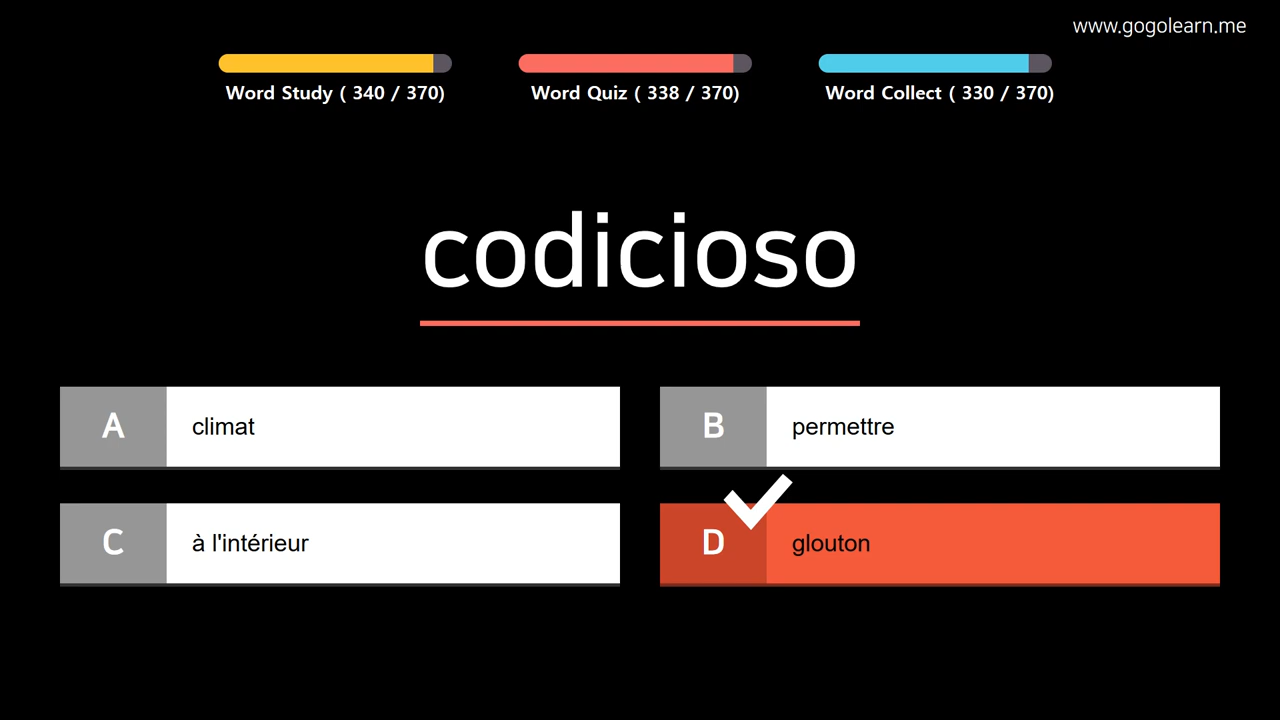 www.gogolearn.me
Word Study ( 340 / 370)
Word Quiz ( 338 / 370)
Word Collect ( 330 / 370)
codicioso
A climat
B permettre
C à l'intérieur
D glouton